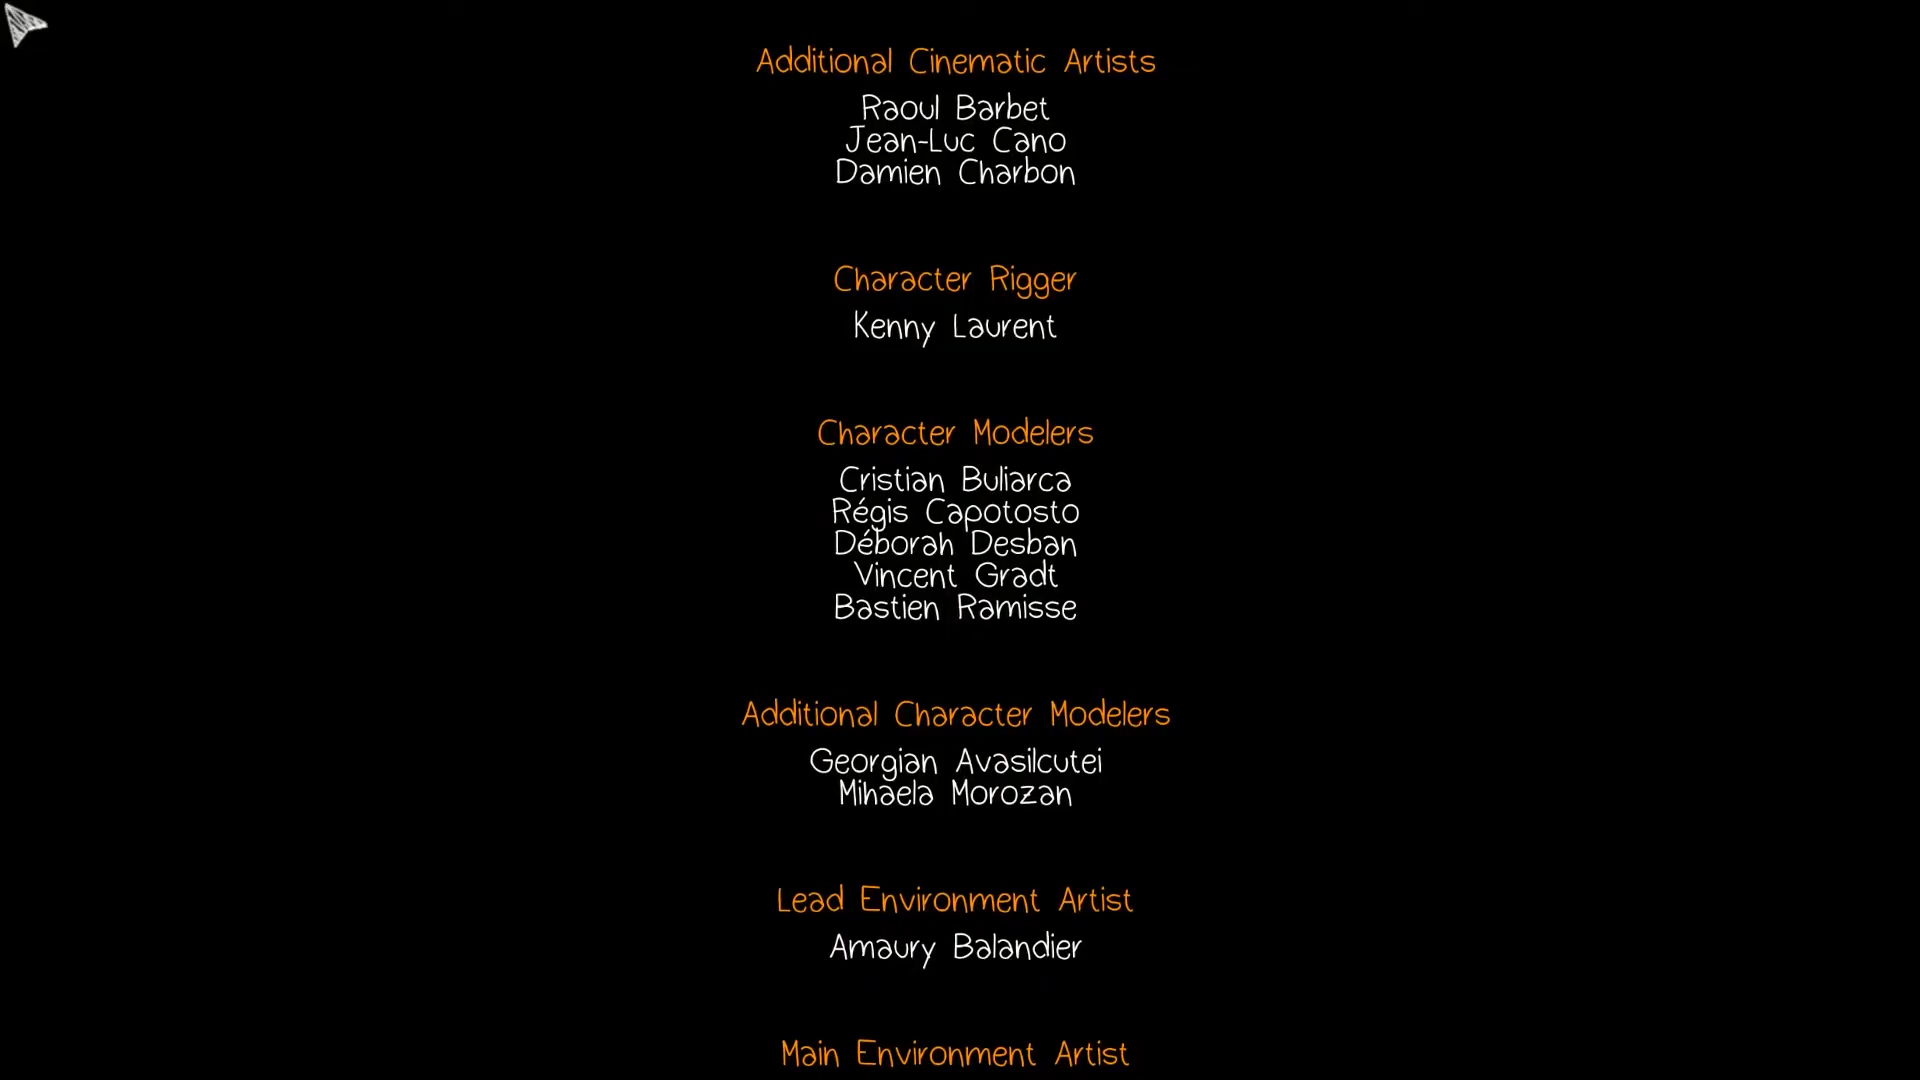 Additional Cinematic Artists
Raoul Barbet
Jean-Luc Cano
Damien Charbon
Character Rigger
Kenny Laurent
Character Modelers
Cristian Buliarca
Régis Capotosto
Déborah Desban
Vincent Gradt
Bastien Ramisse
Additional Character Modelers
Georgian Avasilcutei
Mihaela Morozan
Lead Environment Artist
Amaury Balandier
Main Environment Artist